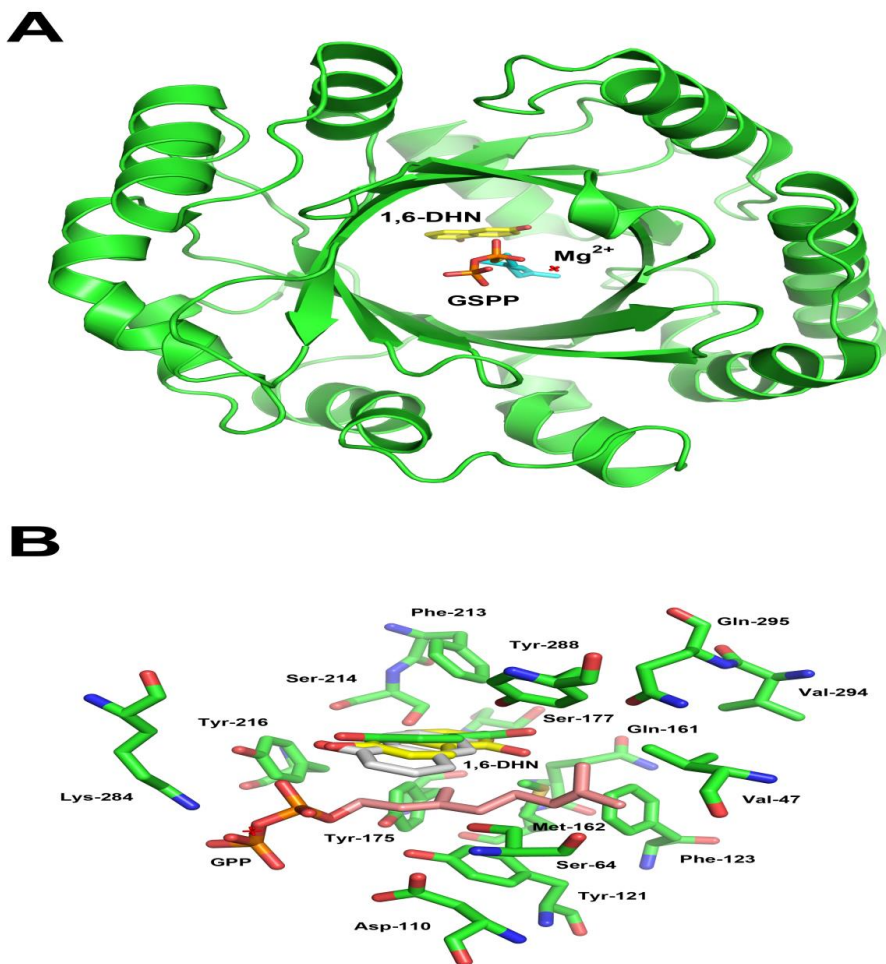 A
1,6-DHN
Mg²⁺
GSPP
B
Phe-213
Gln-295
Tyr-288
Ser-214
Val-294
Ser-177
Tyr-216
Gln-161
1,6-DHN
Lys-284
Val-47
Tyr-175
Met-162
GPP
Ser-64
Phe-123
Tyr-121
Asp-110